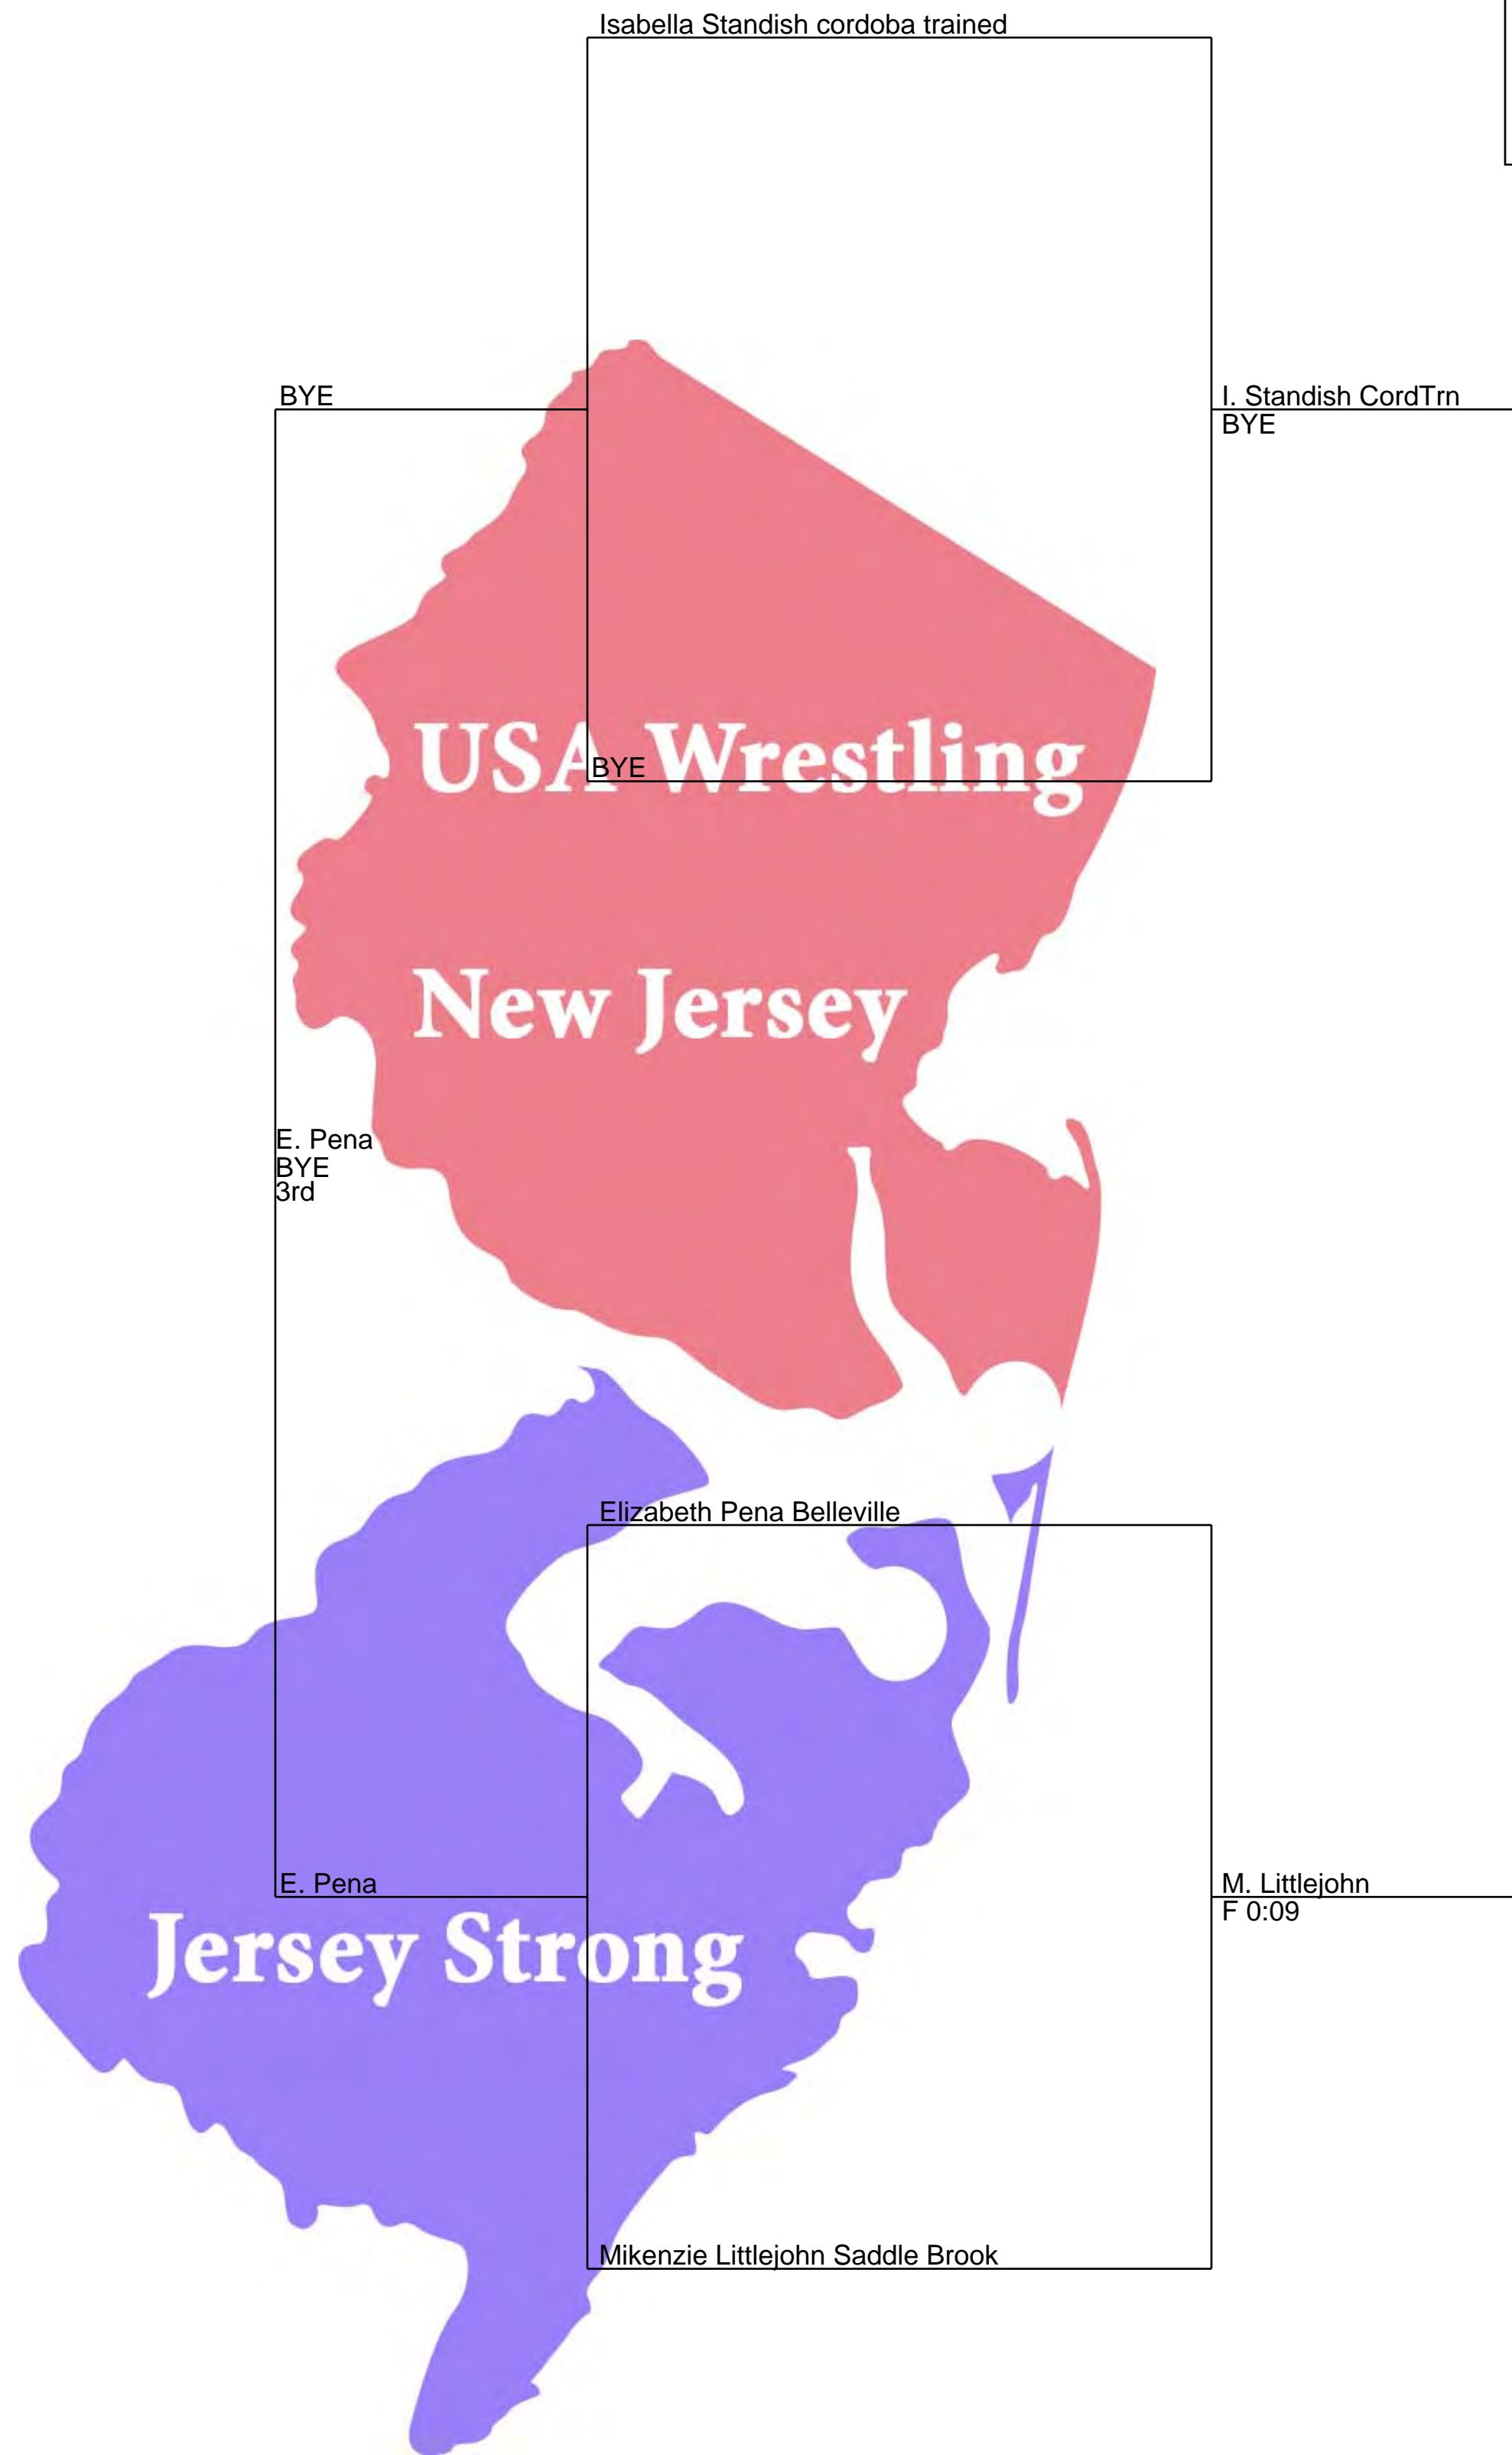 Isabella Standish cordoba trained
BYE
I. Standish CordTrn
BYE
USA Wrestling
BYE
New Jersey
E. Pena
BYE
3rd
Elizabeth Pena Belleville
E. Pena
M. Littlejohn
F 0:09
Jersey Strong
Mikenzie Littlejohn Saddle Brook